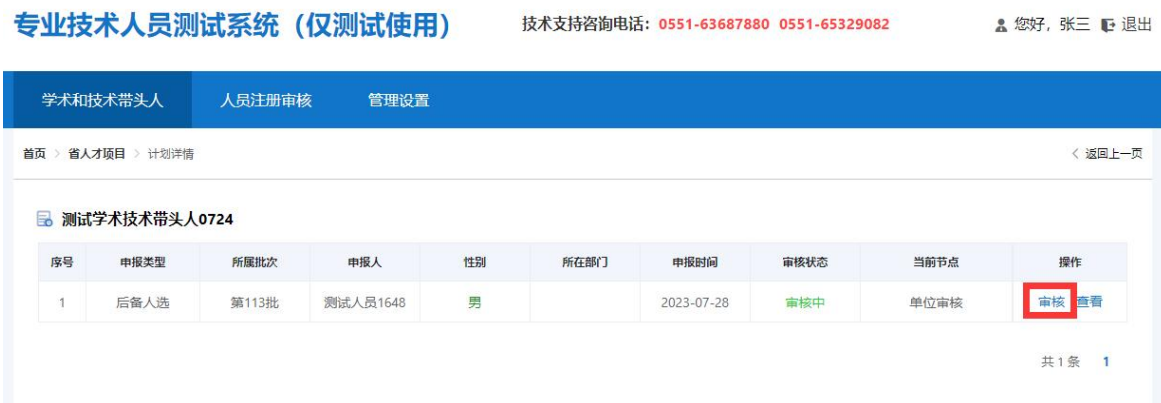 专业技术人员测试系统（仅测试使用） 技术支持咨询电话：0551-63687880 0551-65329082 您好，张三 退出
学术和技术带头人 人员注册审核 管理设置
首页 > 省人才项目 > 计划详情 < 返回上一页
测试学术技术带头人0724
序号 申报类型 所属批次 申报人 性别 所在部门 申报时间 审核状态 当前节点 操作
1 后备人选 第113批 测试人员1648 男 2023-07-28 审核中 单位审核 审核 查看
共1条 1